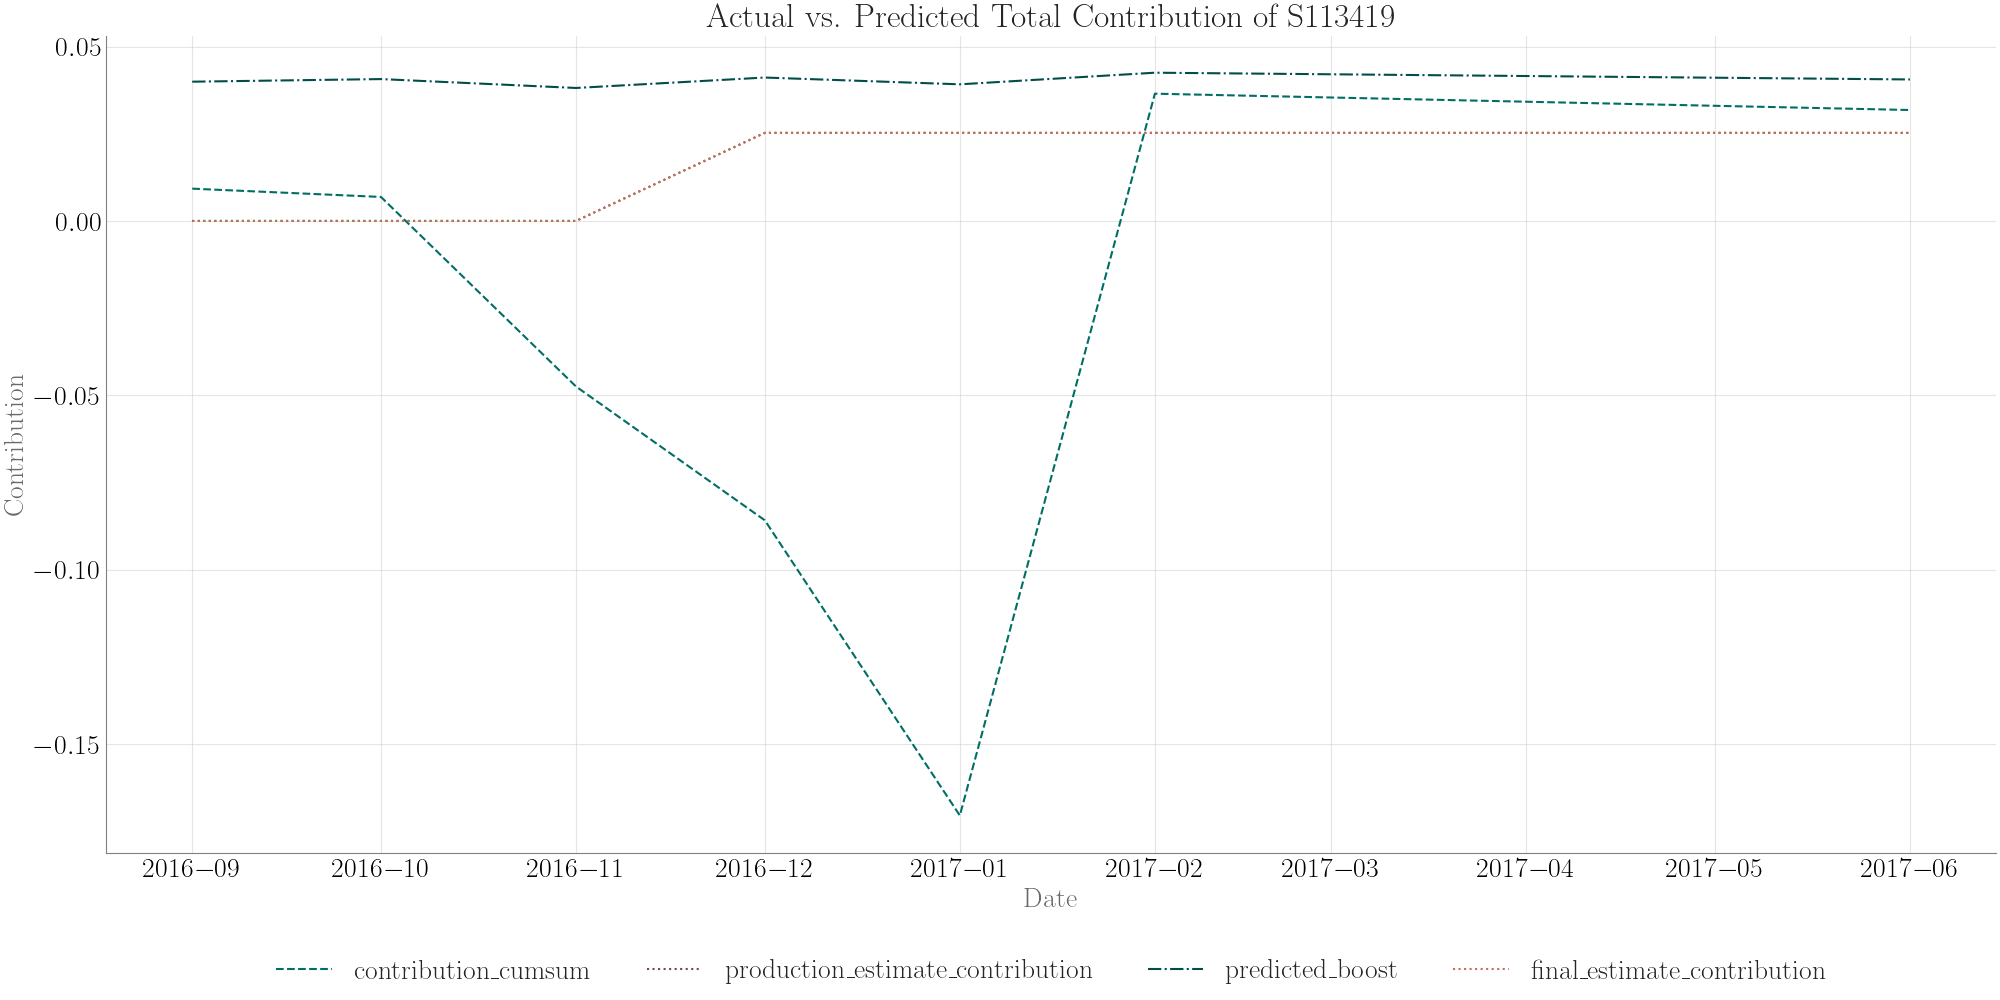 Actual vs. Predicted Total Contribution of S113419
0.05
0.00
−0.05
−0.10
−0.15
Contribution
2016−09 2016−10 2016−11 2016−12 2017−01 2017−02 2017−03 2017−04 2017−05 2017−06
Date
contribution_cumsum production_estimate_contribution predicted_boost final_estimate_contribution